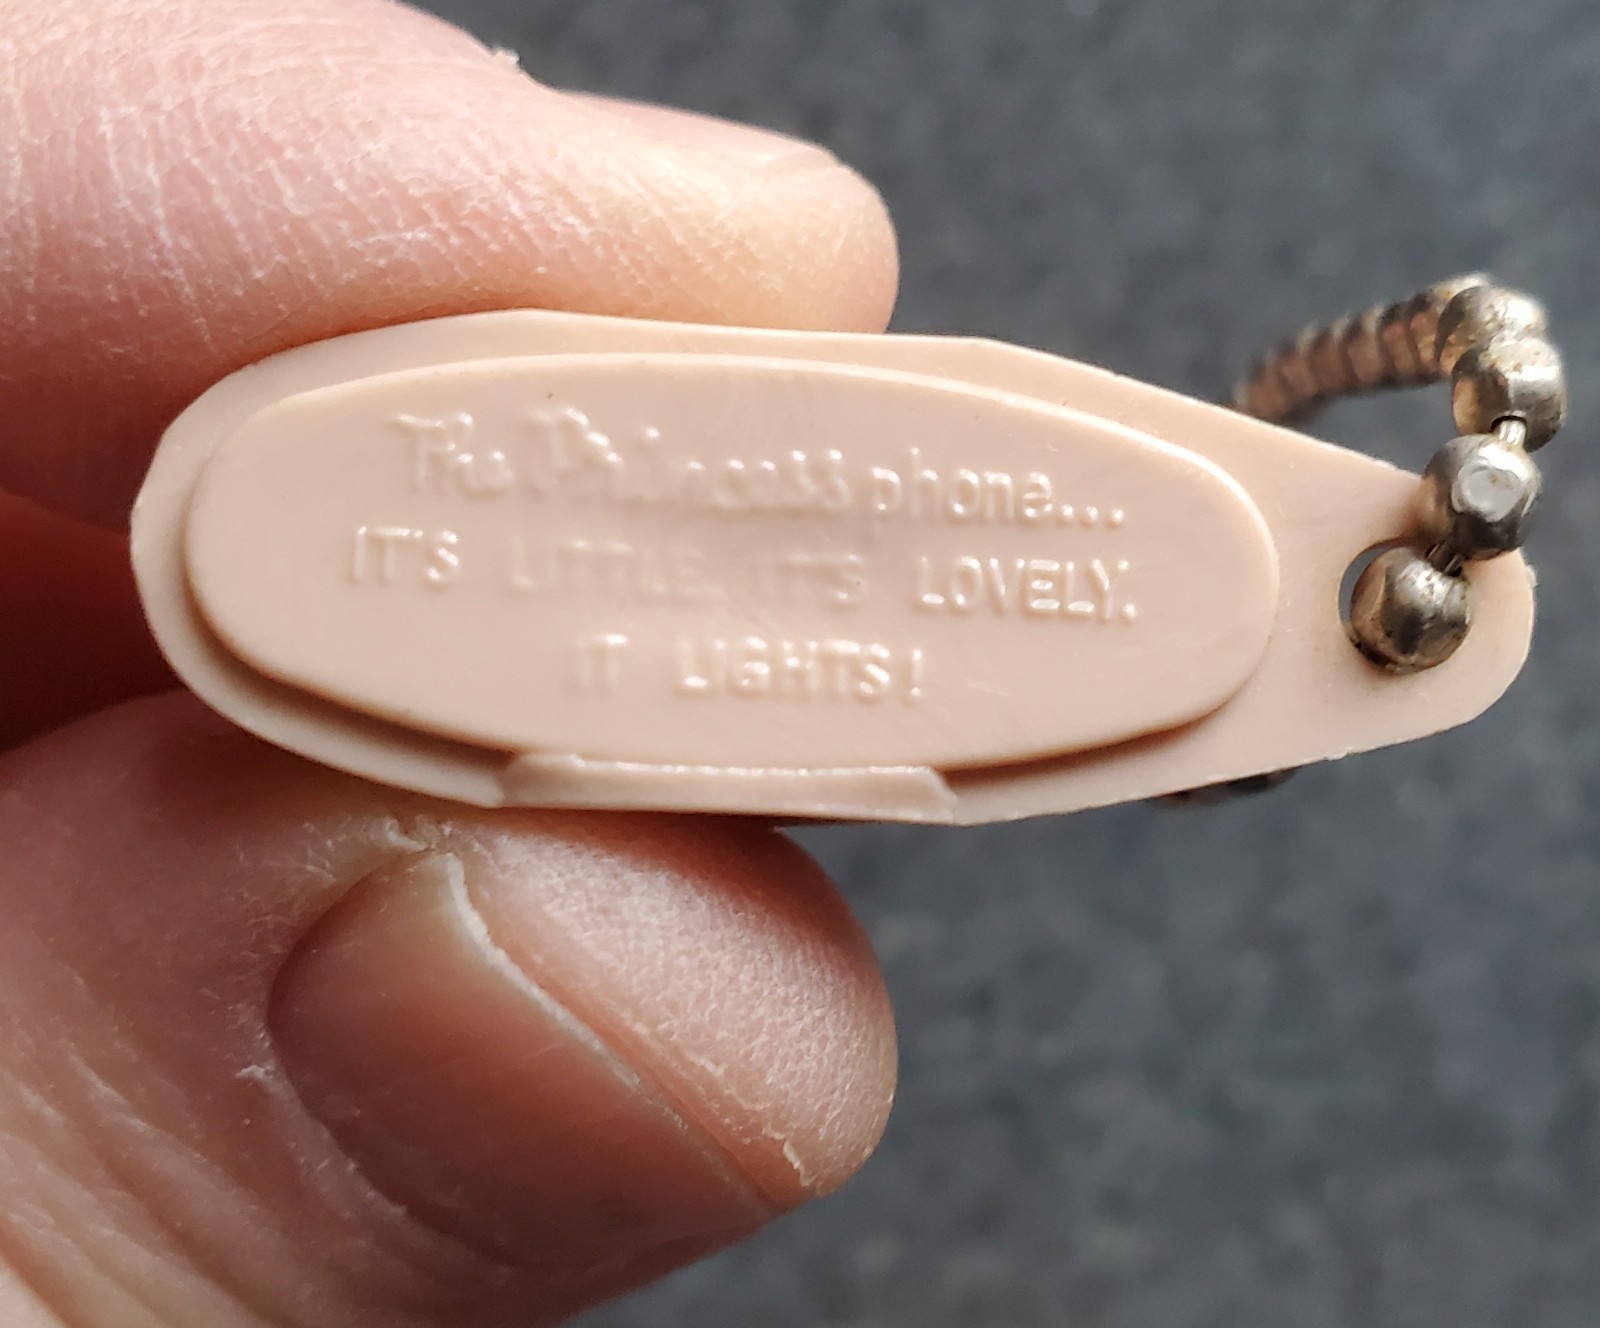 The Princess phone...
IT'S LITTLE. IT'S LOVELY.
IT LIGHTS!